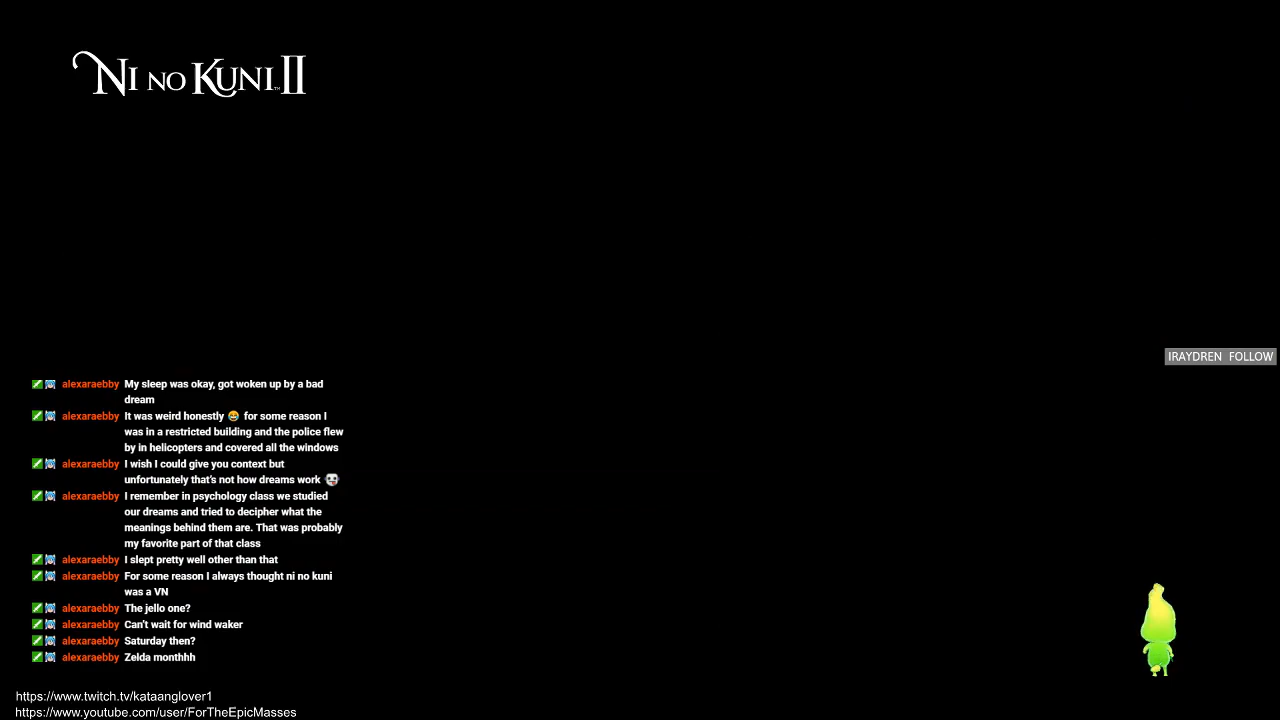 NI NO KUNI™ II
IRAYDREN FOLLOW
alexaraebby My sleep was okay, got woken up by a bad
dream
alexaraebby It was weird honestly 😂 for some reason I
was in a restricted building and the police flew
by in helicopters and covered all the windows
alexaraebby I wish I could give you context but
unfortunately that's not how dreams work
alexaraebby I remember in psychology class we studied
our dreams and tried to decipher what the
meanings behind them are. That was probably
my favorite part of that class
alexaraebby I slept pretty well other than that
alexaraebby For some reason I always thought ni no kuni
was a VN
alexaraebby The jello one?
alexaraebby Can't wait for wind waker
alexaraebby Saturday then?
alexaraebby Zelda monthhh
https://www.twitch.tv/kataanglover1
https://www.youtube.com/user/ForTheEpicMasses